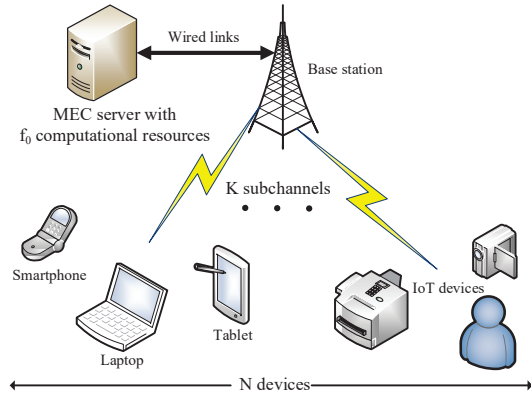 Wired links
Base station
MEC server with
f₀ computational resources
K subchannels
• • •
Smartphone
IoT devices
Tablet
Laptop
N devices